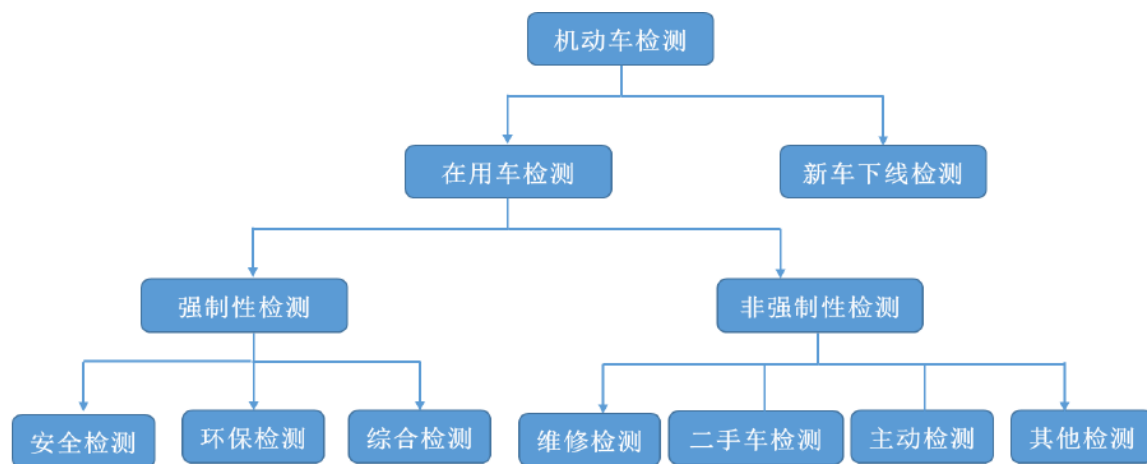 机动车检测
在用车检测
新车下线检测
强制性检测
非强制性检测
安全检测
环保检测
综合检测
维修检测
二手车检测
主动检测
其他检测